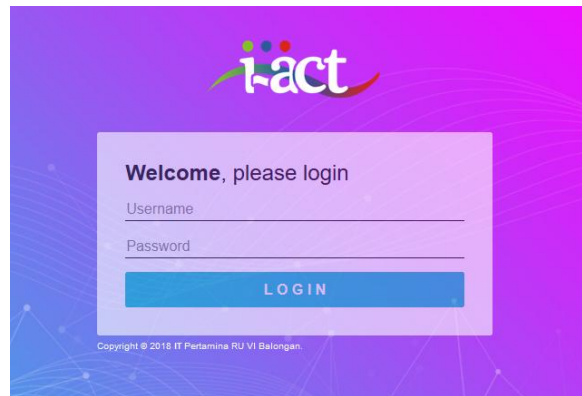 i-act
Welcome, please login
Username
Password
LOGIN
Copyright © 2018 IT Pertamina RU VI Balongan.